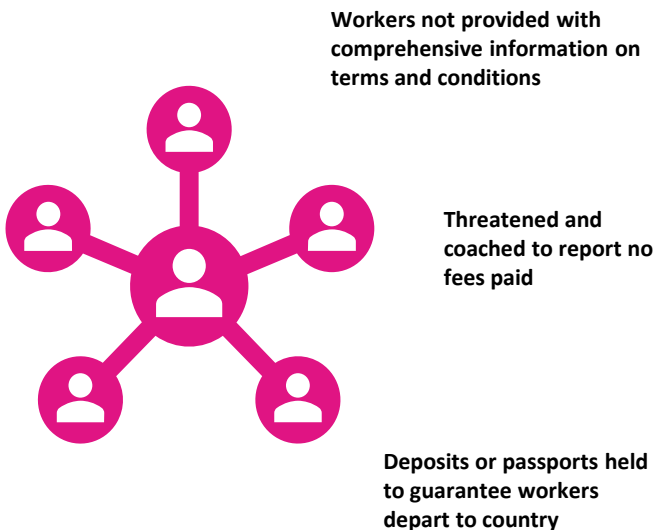 Workers not provided with
comprehensive information on
terms and conditions
Threatened and
coached to report no
fees paid
Deposits or passports held
to guarantee workers
depart to country